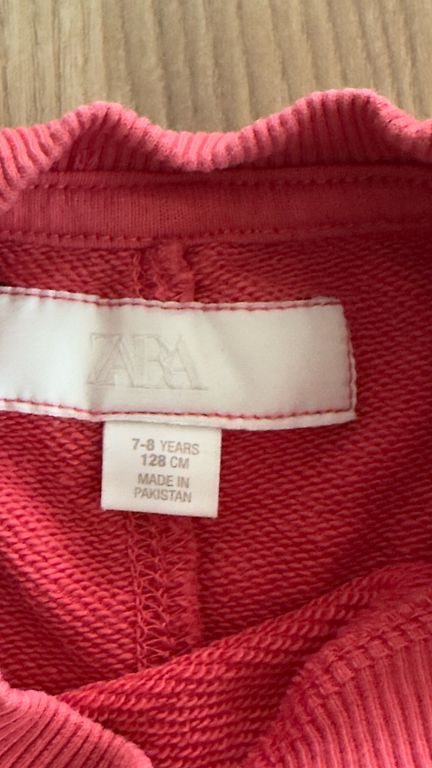 ZARA
7-8 YEARS
128 CM
MADE IN
PAKISTAN